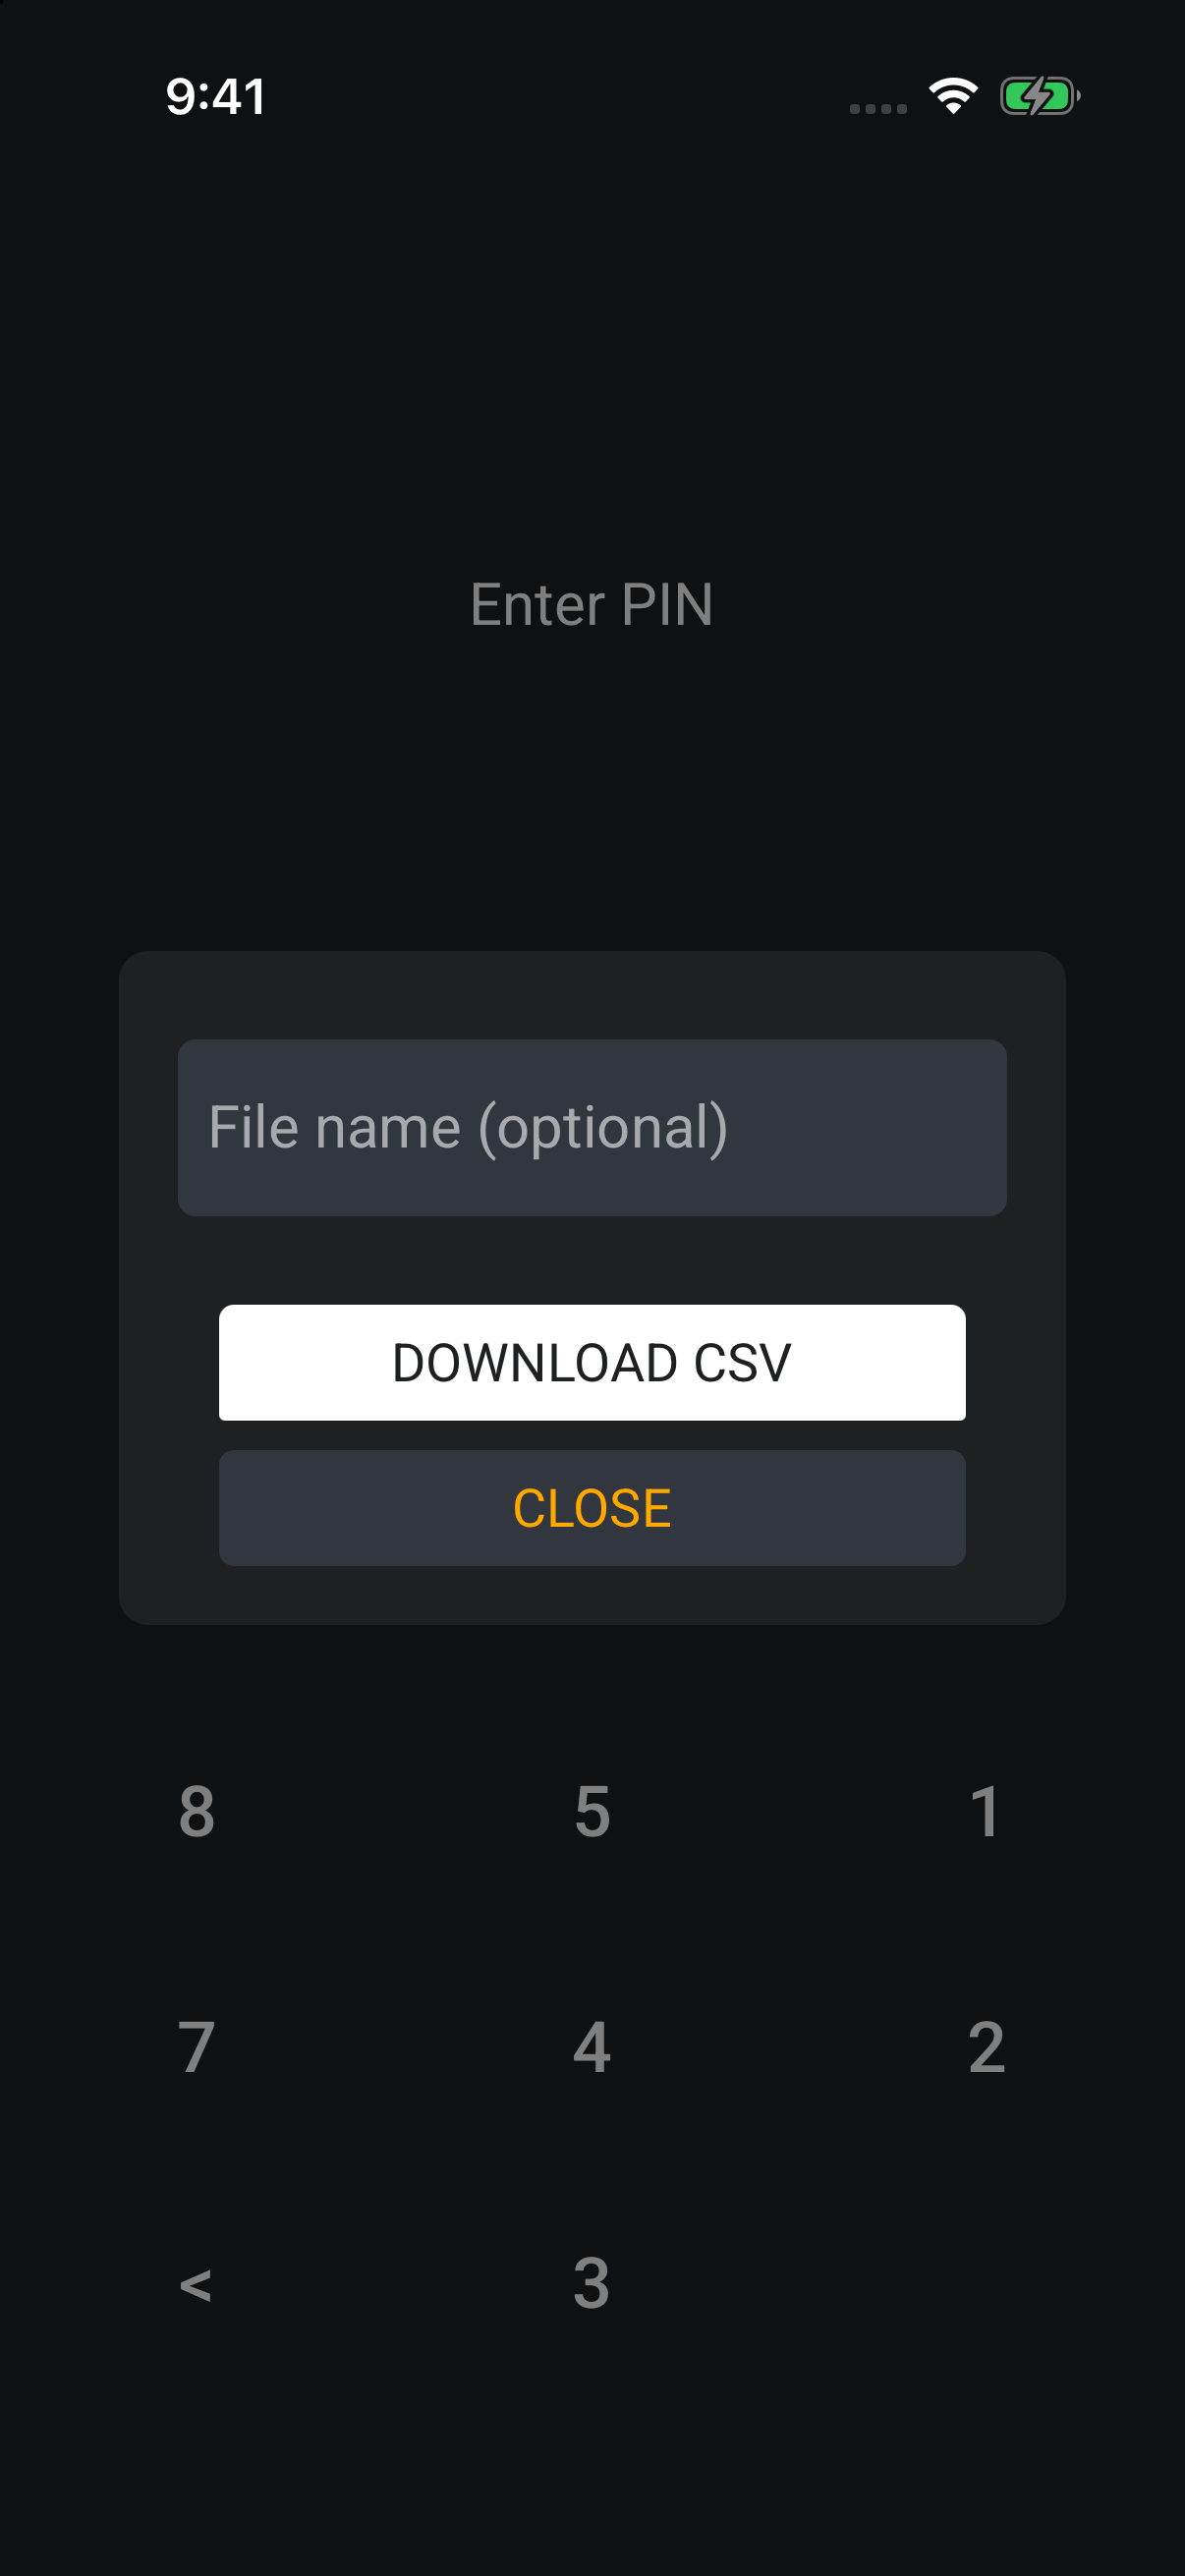 9:41
Enter PIN
File name (optional)
DOWNLOAD CSV
CLOSE
8 5 1
7 4 2
< 3